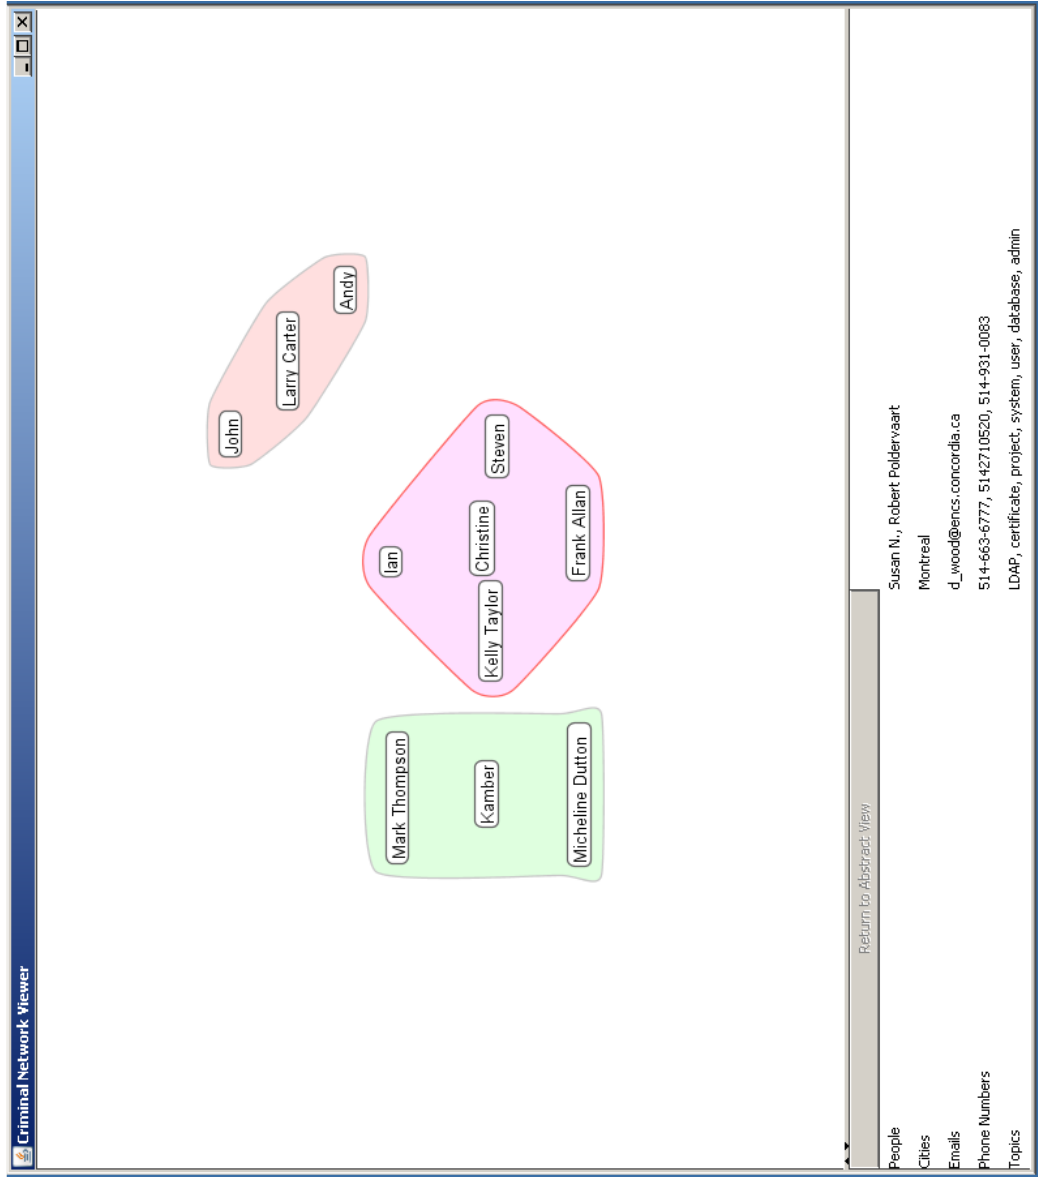 Criminal Network Viewer
Mark Thompson
Kamber
Micheline Dutton
Ian
Kelly Taylor
Christine
Steven
Frank Allan
John
Larry Carter
Andy
Return to Abstract View
People Susan N., Robert Poldervaart
Cities Montreal
Emails d_wood@encs.concordia.ca
Phone Numbers 514-663-6777, 5142710520, 514-931-0083
Topics LDAP, certificate, project, system, user, database, admin